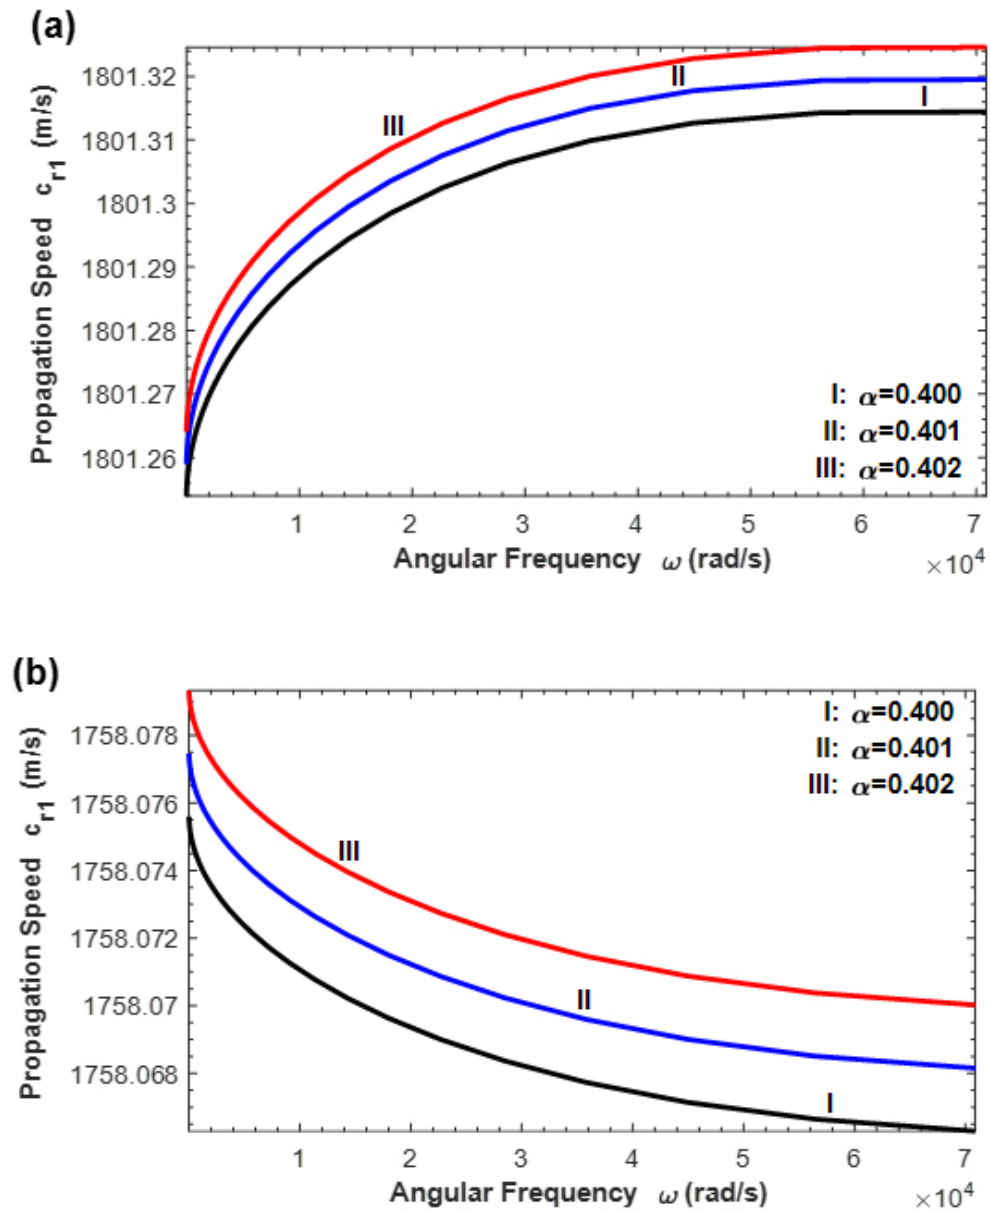 (a)
Propagation Speed c_r1 (m/s)
1801.32
1801.31
1801.3
1801.29
1801.28
1801.27
1801.26
III
II
I
I: α=0.400
II: α=0.401
III: α=0.402
1 2 3 4 5 6 7
Angular Frequency ω (rad/s)
×10^4
(b)
Propagation Speed c_r1 (m/s)
1758.078
1758.076
1758.074
1758.072
1758.07
1758.068
I: α=0.400
II: α=0.401
III: α=0.402
III
II
I
1 2 3 4 5 6 7
Angular Frequency ω (rad/s)
×10^4